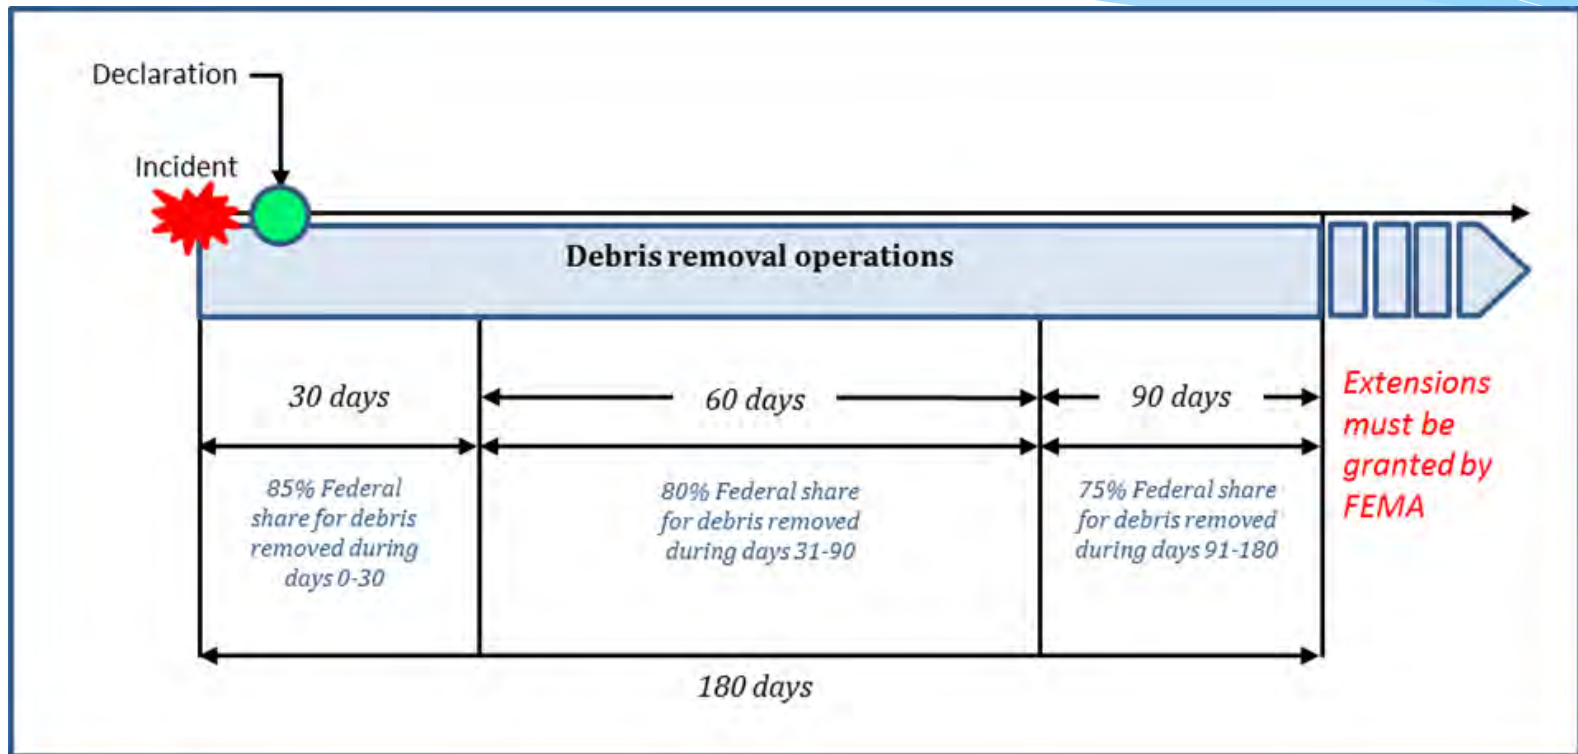 Declaration
Incident
Debris removal operations
30 days
60 days
90 days
Extensions
must be
granted by
FEMA
85% Federal
share for debris
removed during
days 0-30
80% Federal share
for debris removed
during days 31-90
75% Federal share
for debris removed
during days 91-180
180 days